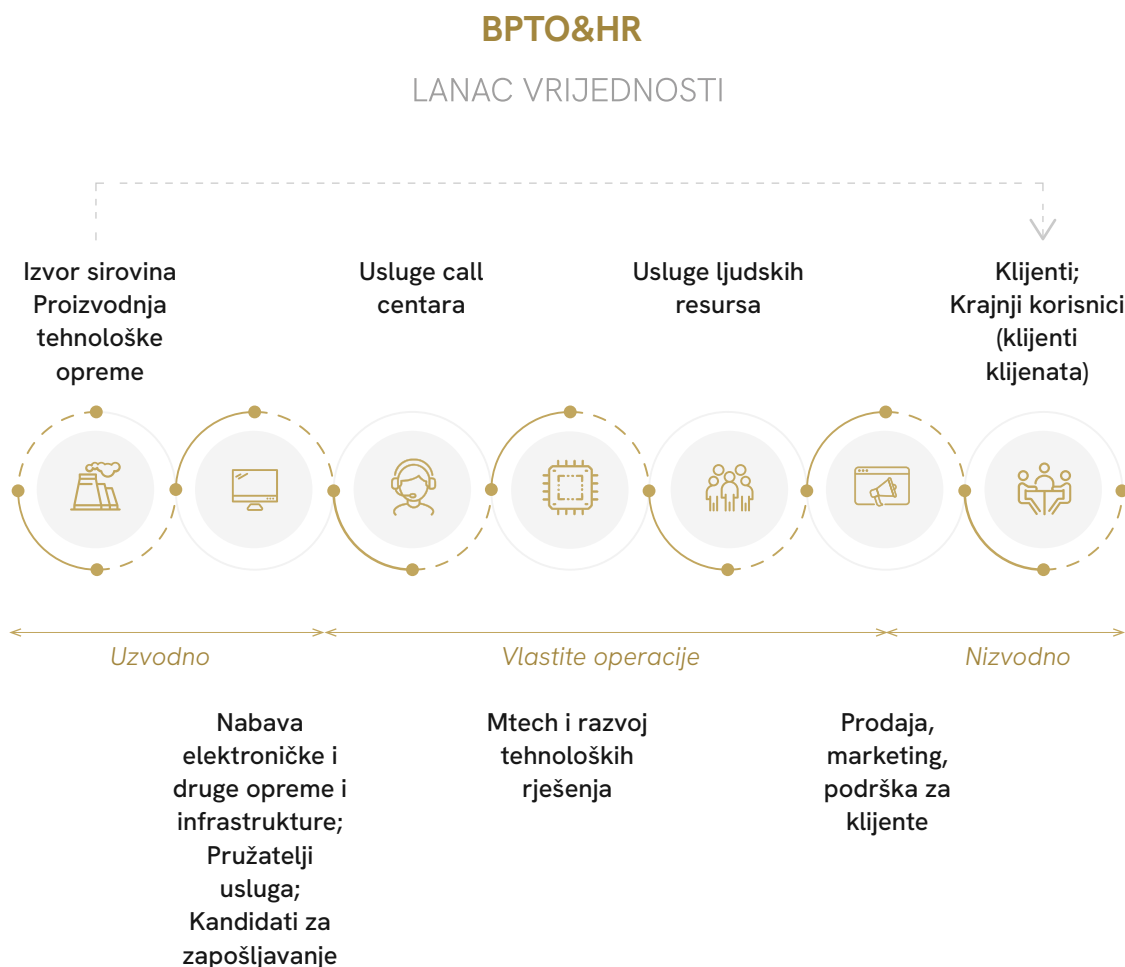 BPTO&HR
LANAC VRIJEDNOSTI
Izvor sirovina
Proizvodnja
tehnološke
opreme
Usluge call
centara
Usluge ljudskih
resursa
Klijenti;
Krajnji korisnici
(klijenti
klijenata)
Uzvodno
Vlastite operacije
Nizvodno
Nabava
elektroničke i
druge opreme i
infrastrukture;
Pružatelji
usluga;
Kandidati za
zapošljavanje
Mtech i razvoj
tehnoloških
rješenja
Prodaja,
marketing,
podrška za
klijente